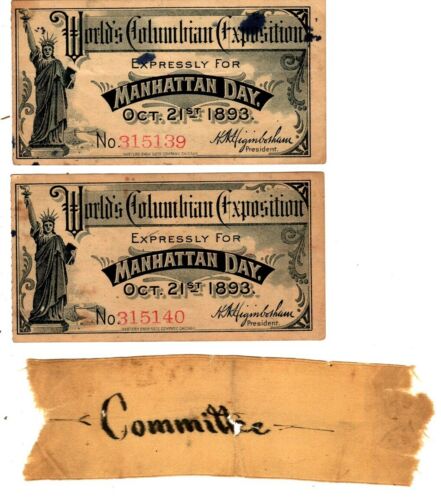 World's Columbian Exposition
EXPRESSLY FOR
MANHATTAN DAY.
OCT. 21ST 1893.
No. 315139
H.N. Higinbotham
President.
World's Columbian Exposition
EXPRESSLY FOR
MANHATTAN DAY.
OCT. 21ST 1893.
No. 315140
H.N. Higinbotham
President.
Committee